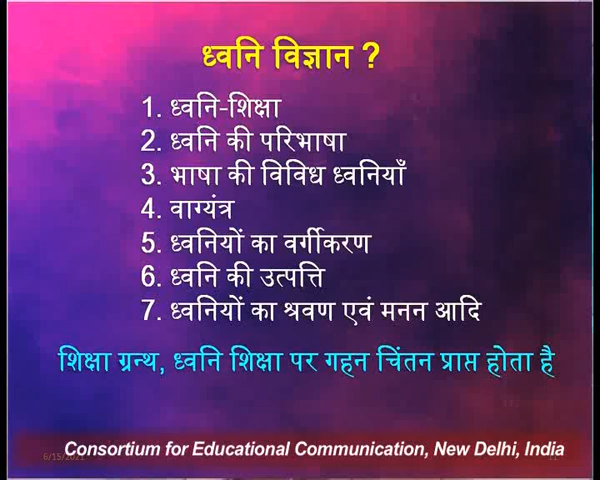 ध्वनि विज्ञान ?
1. ध्वनि-शिक्षा
2. ध्वनि की परिभाषा
3. भाषा की विविध ध्वनियाँ
4. वाग्यंत्र
5. ध्वनियों का वर्गीकरण
6. ध्वनि की उत्पत्ति
7. ध्वनियों का श्रवण एवं मनन आदि
शिक्षा ग्रन्थ, ध्वनि शिक्षा पर गहन चिंतन प्राप्त होता है
Consortium for Educational Communication, New Delhi, India